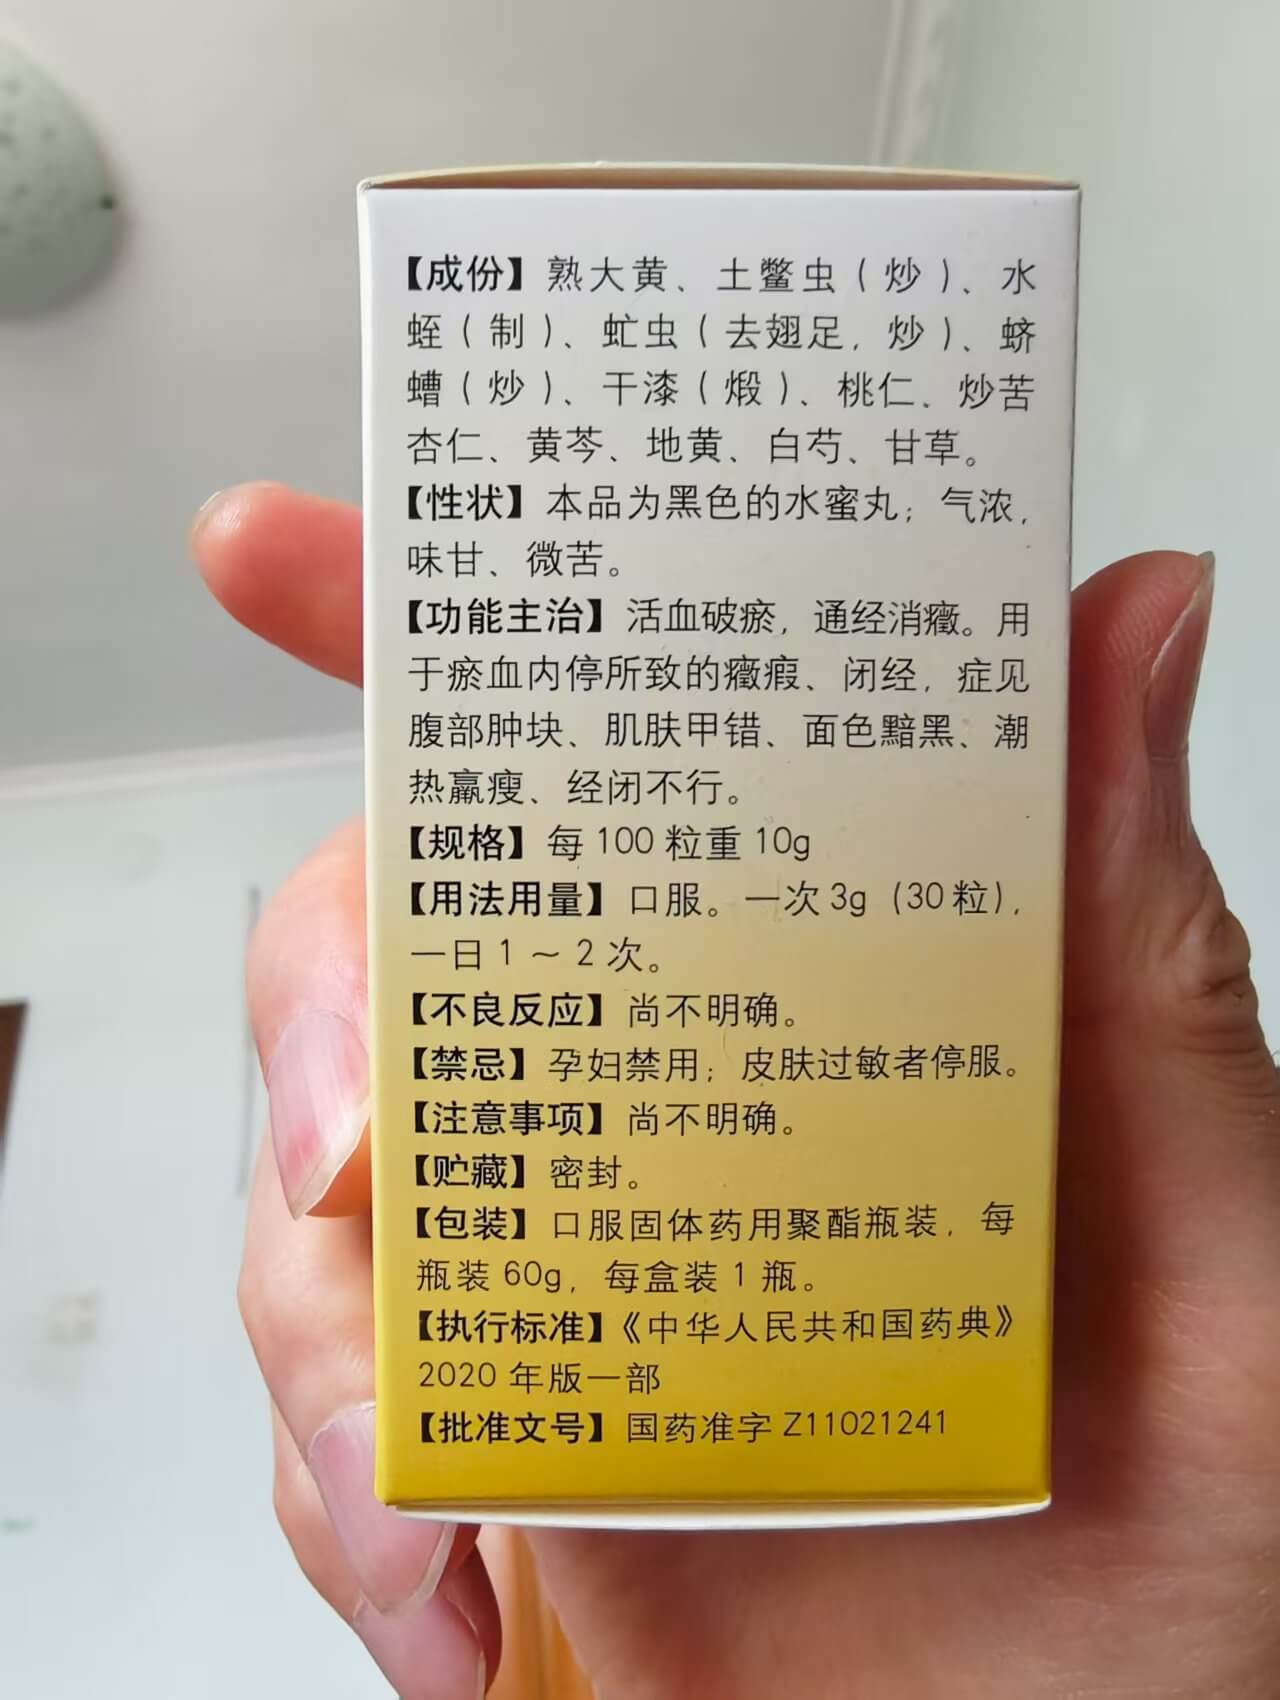 【成份】熟大黄、土鳖虫（炒）、水
蛭（制）、虻虫（去翅足，炒）、蛴
螬（炒）、干漆（煅）、桃仁、炒苦
杏仁、黄芩、地黄、白芍、甘草。
【性状】本品为黑色的水蜜丸；气浓，
味甘、微苦。
【功能主治】活血破瘀，通经消癥。用
于瘀血内停所致的癥瘕、闭经，症见
腹部肿块、肌肤甲错、面色黯黑、潮
热羸瘦、经闭不行。
【规格】每100粒重10g
【用法用量】口服。一次3g（30粒），
一日1～2次。
【不良反应】尚不明确。
【禁忌】孕妇禁用；皮肤过敏者停服。
【注意事项】尚不明确。
【贮藏】密封。
【包装】口服固体药用聚酯瓶装，每
瓶装60g，每盒装1瓶。
【执行标准】《中华人民共和国药典》
2020年版一部
【批准文号】国药准字Z11021241